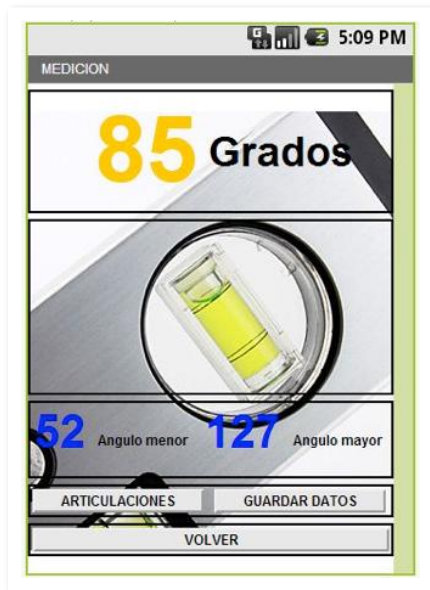 5:09 PM
MEDICION
85 Grados
52 Angulo menor 127 Angulo mayor
ARTICULACIONES GUARDAR DATOS
VOLVER